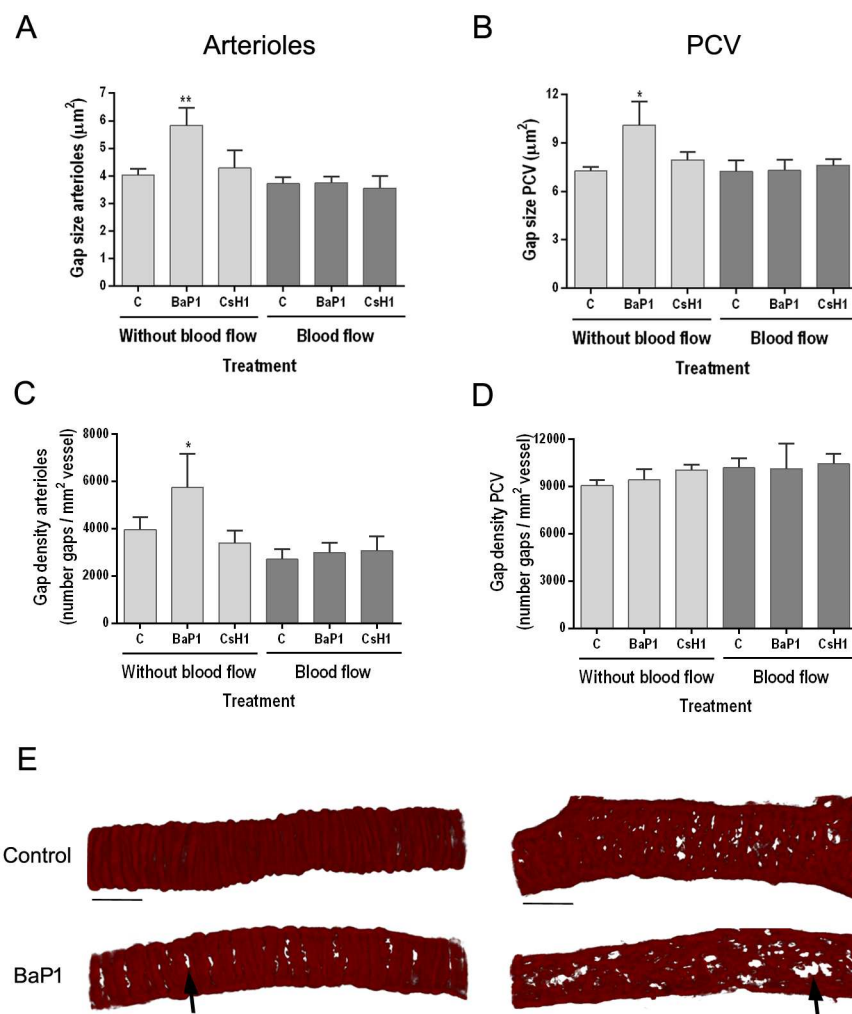 A
Arterioles
Gap size arterioles (μm²)
7
6
5
4
3
2
1
0
**
C BaP1 CsH1 C BaP1 CsH1
Without blood flow Blood flow
Treatment
B
PCV
Gap size PCV (μm²)
12
9
6
3
0
*
C BaP1 CsH1 C BaP1 CsH1
Without blood flow Blood flow
Treatment
C
Gap density arterioles
(number gaps / mm² vessel)
8000
6000
4000
2000
0
*
C BaP1 CsH1 C BaP1 CsH1
Without blood flow Blood flow
Treatment
D
Gap density PCV
(number gaps / mm² vessel)
12000
9000
6000
3000
0
C BaP1 CsH1 C BaP1 CsH1
Without blood flow Blood flow
Treatment
E
Control
BaP1